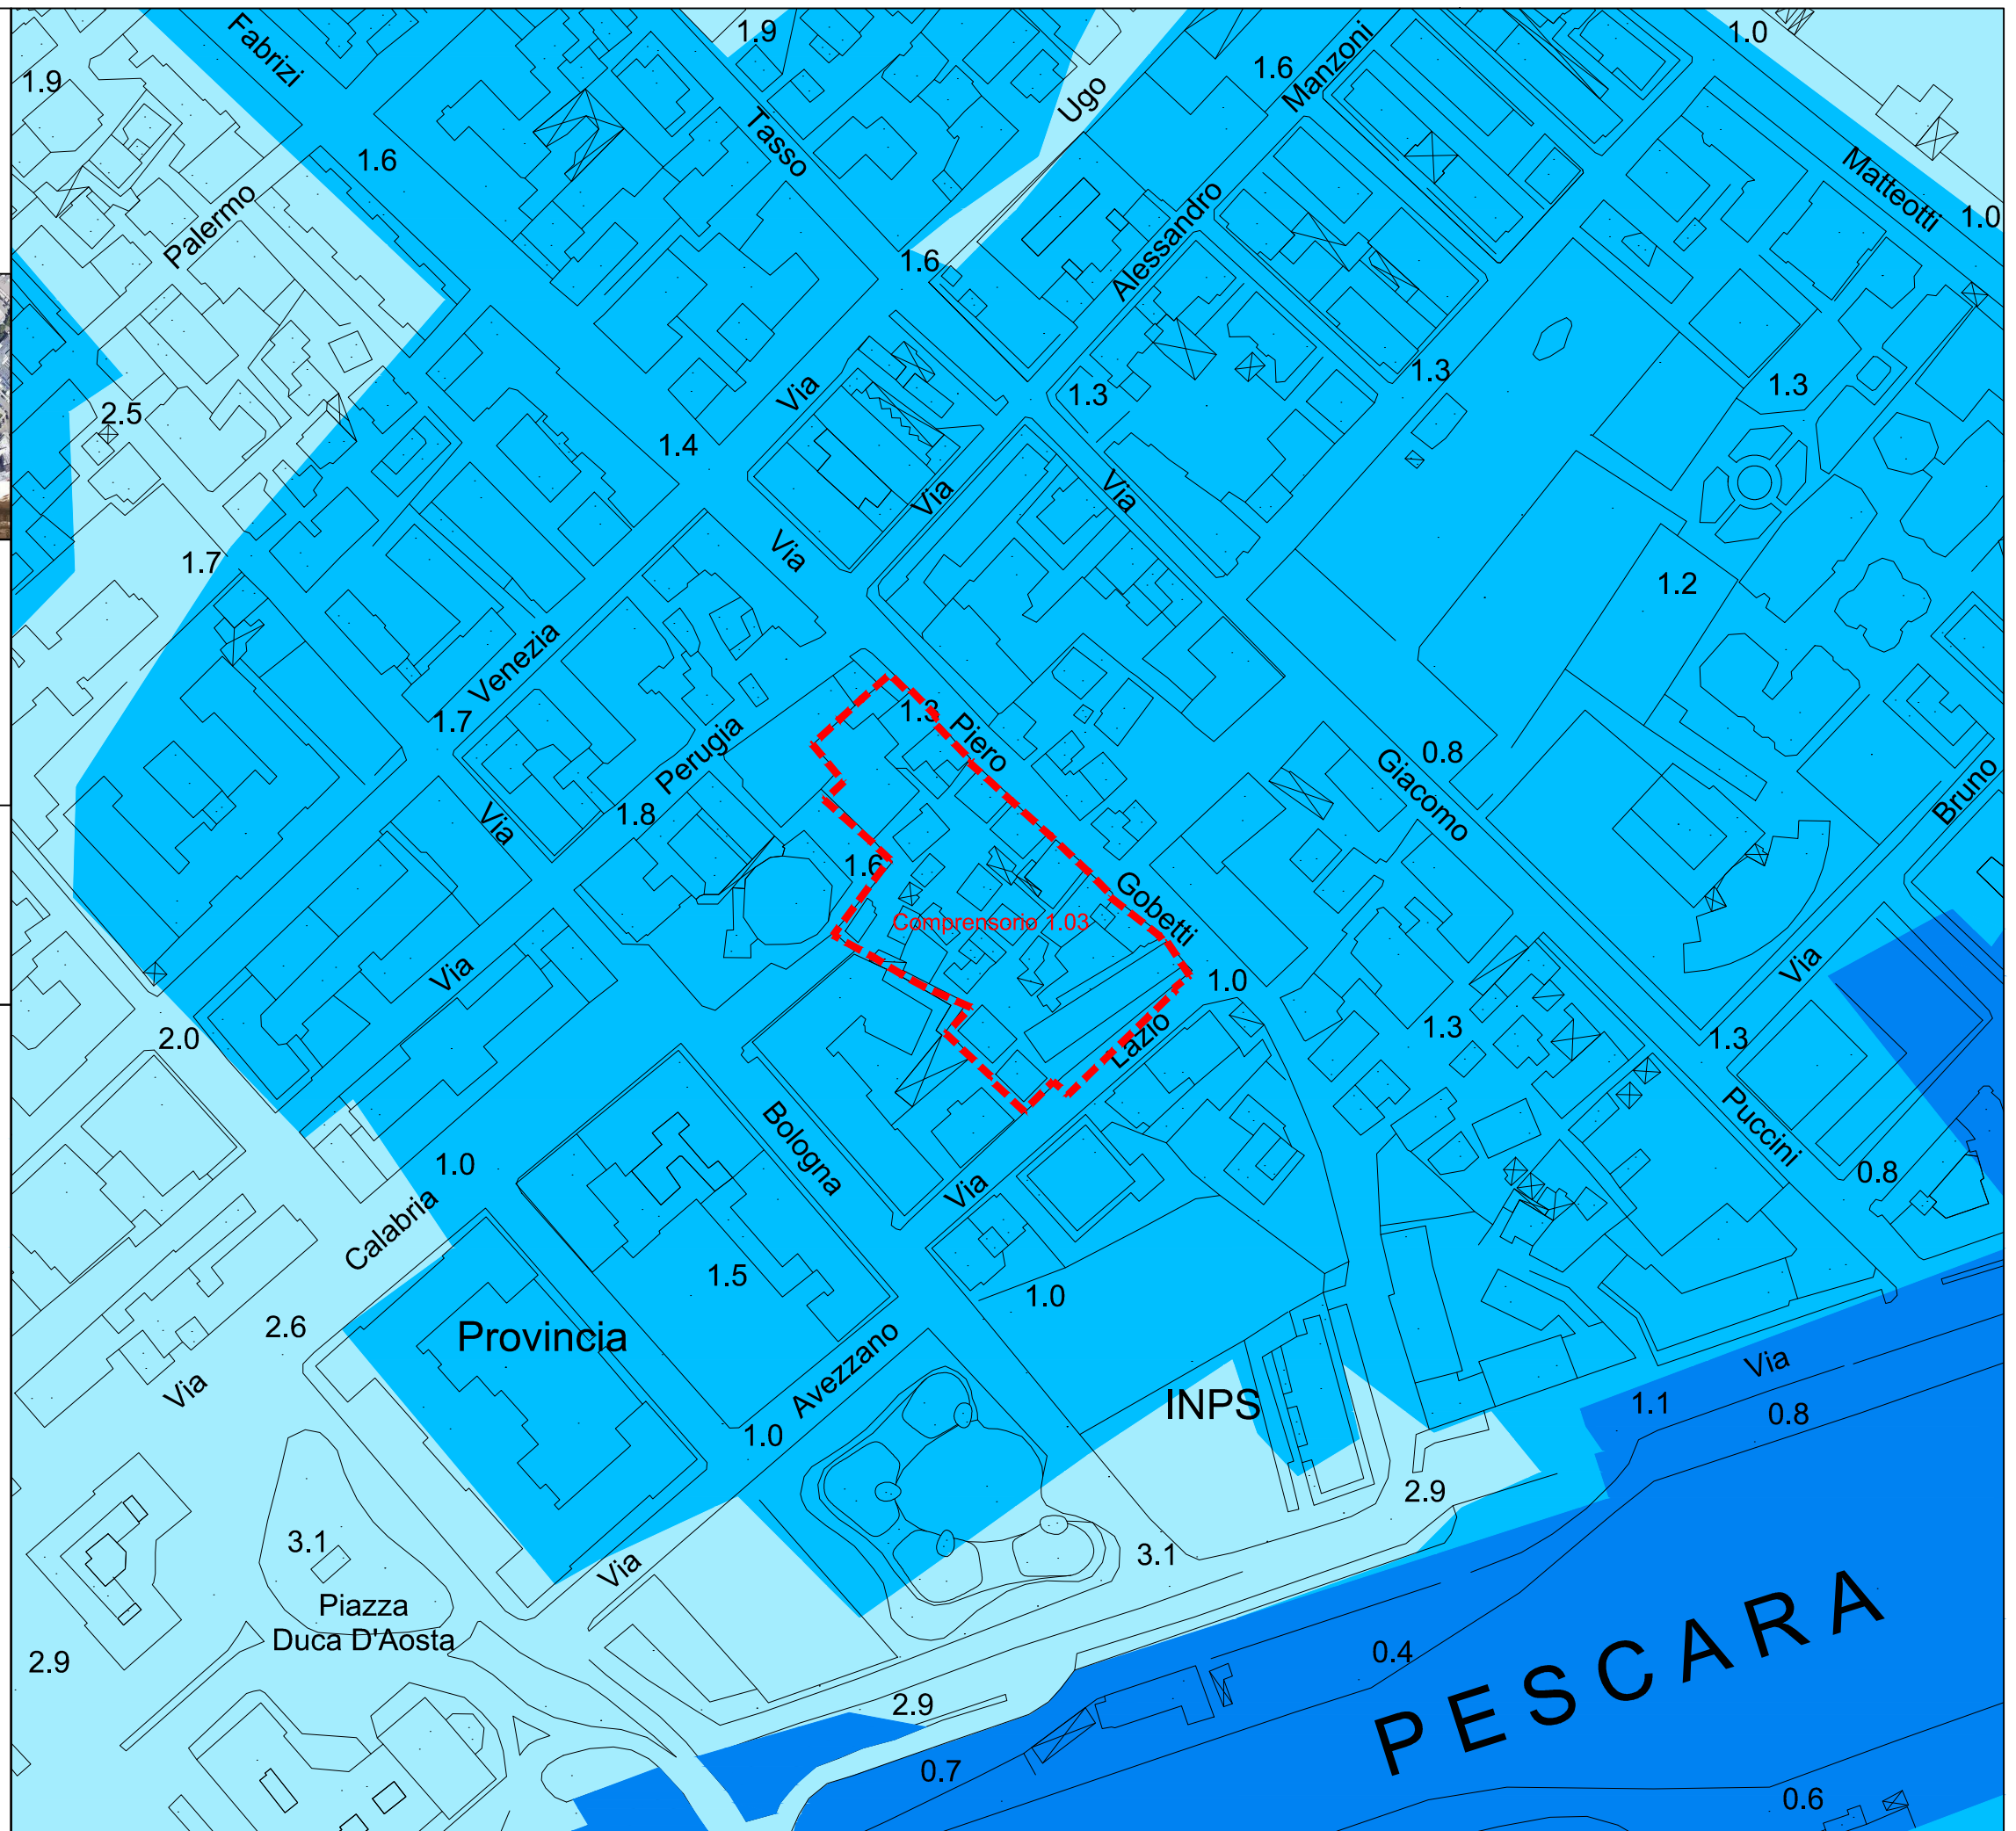 Fabrizi
1.9
1.0
1.9
1.6
Manzoni
Ugo
Tasso
1.6
Matteotti
Palermo
Alessandro
1.0
1.6
1.3
1.3
1.3
Via
2.5
1.4
Via
Via
Via
1.7
1.2
Venezia
1.3
1.7
Piero
Perugia
0.8
Giacomo
Bruno
1.8
Via
1.6
Gobetti
Comprensorio 1.03
Via
Via
1.0
2.0
Lazio
1.3
1.3
Bologna
Puccini
1.0
0.8
Via
Calabria
1.5
1.0
2.6
Provincia
Avezzano
Via
Via
INPS
1.1
0.8
1.0
2.9
3.1
3.1
Via
Piazza
Duca D'Aosta
2.9
0.4
PESCARA
2.9
0.7
0.6